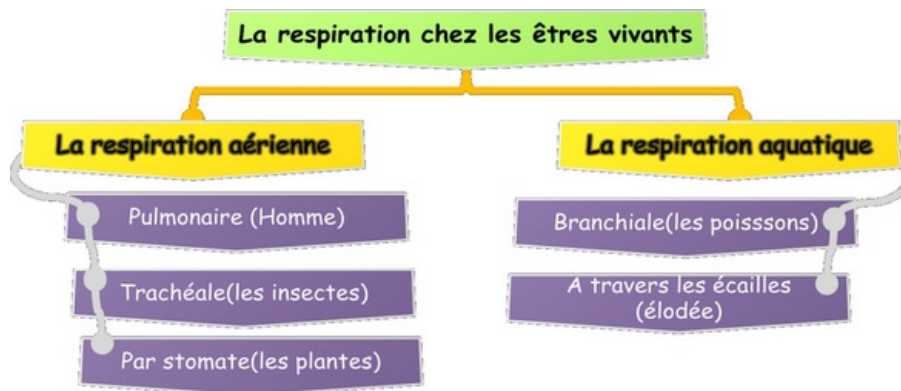 La respiration chez les êtres vivants
La respiration aérienne
La respiration aquatique
Pulmonaire (Homme)
Branchiale(les poisssons)
Trachéale(les insectes)
A travers les écailles
(élodée)
Par stomate(les plantes)